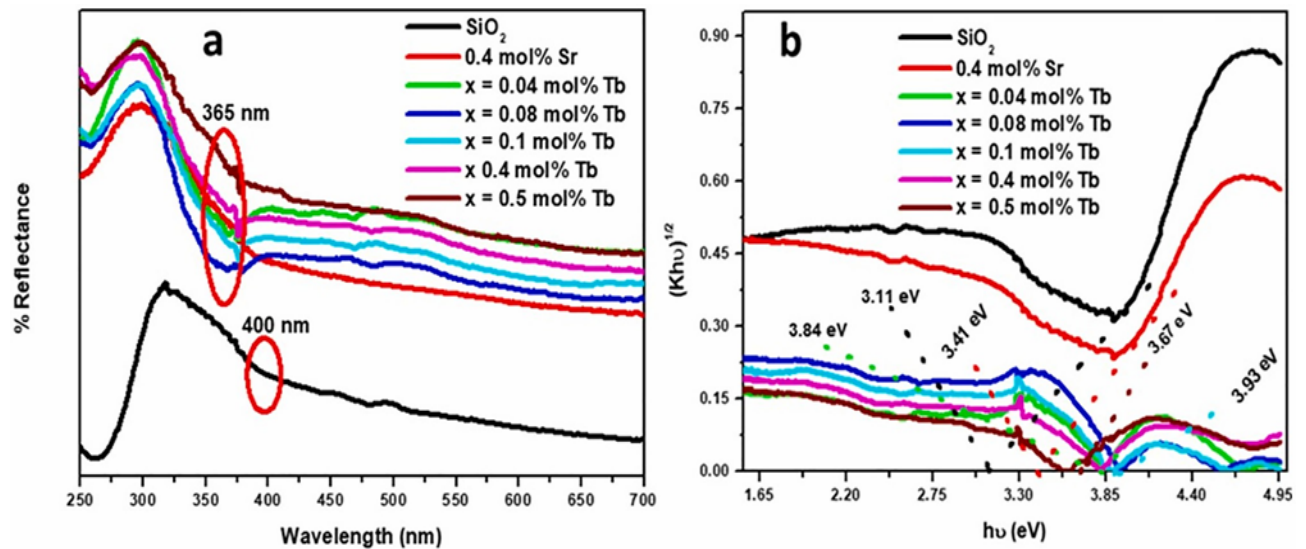 a
SiO2
0.4 mol% Sr
x = 0.04 mol% Tb
x = 0.08 mol% Tb
x = 0.1 mol% Tb
x 0.4 mol% Tb
x = 0.5 mol% Tb
365 nm
400 nm
% Reflectance
250 300 350 400 450 500 550 600 650 700
Wavelength (nm)
b
SiO2
0.4 mol% Sr
x = 0.04 mol% Tb
x = 0.08 mol% Tb
x = 0.1 mol% Tb
x = 0.4 mol% Tb
x = 0.5 mol% Tb
0.90
0.75
0.60
0.45
0.30
0.15
0.00
(Khυ)1/2
3.84 eV
3.11 eV
3.41 eV
3.67 eV
3.93 eV
1.65 2.20 2.75 3.30 3.85 4.40 4.95
hυ (eV)